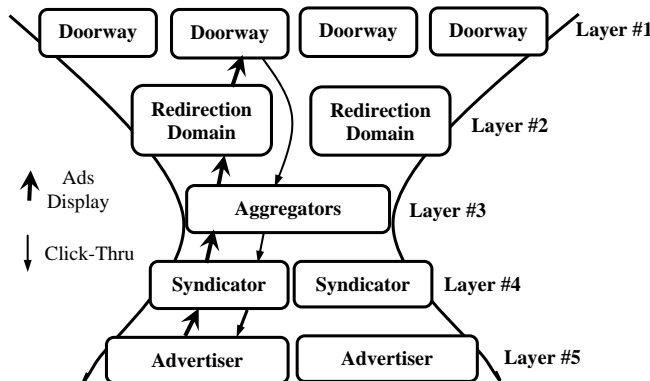 Doorway Doorway Doorway Doorway Layer #1
Redirection Domain Redirection Domain Layer #2
Ads Display
Aggregators Layer #3
Click-Thru
Syndicator Syndicator Layer #4
Advertiser Advertiser Layer #5